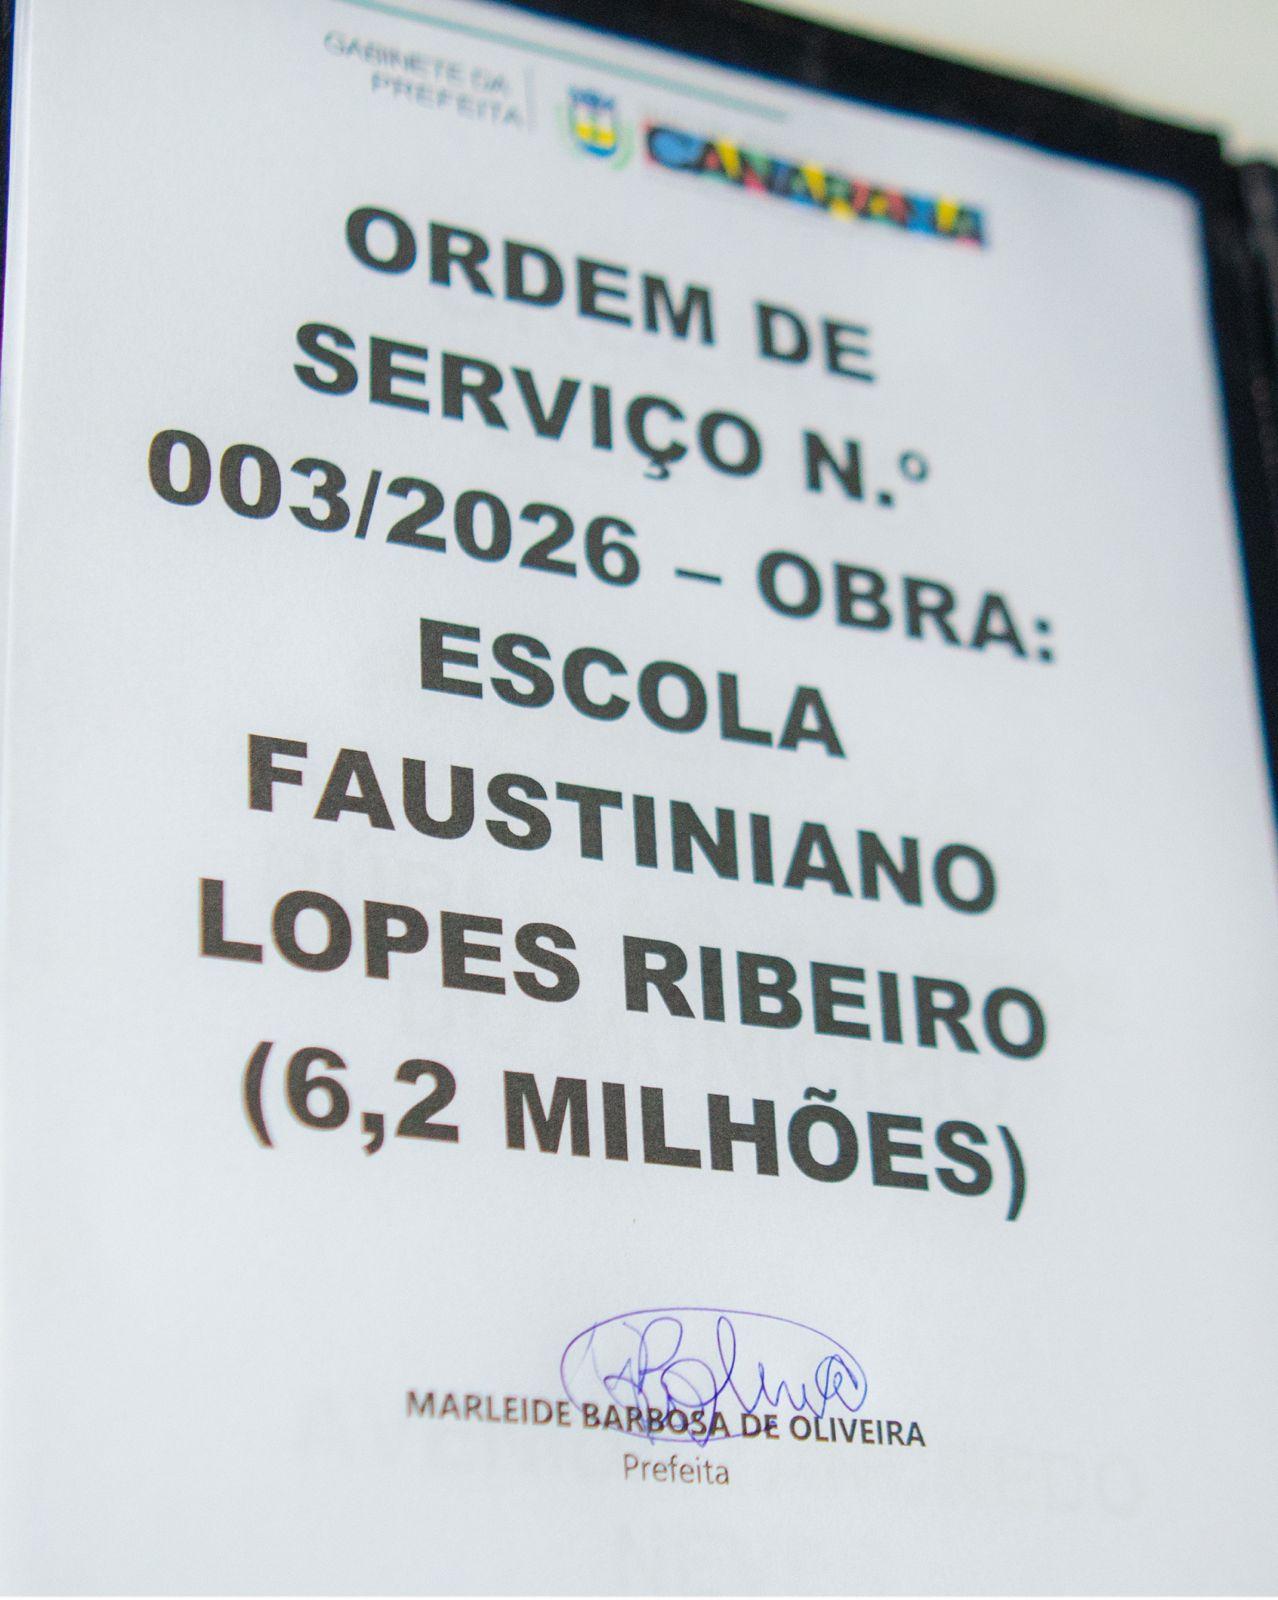 GABINETE DA
PREFEITA
CANARANA
ORDEM DE
SERVIÇO N.º
003/2026 – OBRA:
ESCOLA
FAUSTINIANO
LOPES RIBEIRO
(6,2 MILHÕES)
MARLEIDE BARBOSA DE OLIVEIRA
Prefeita